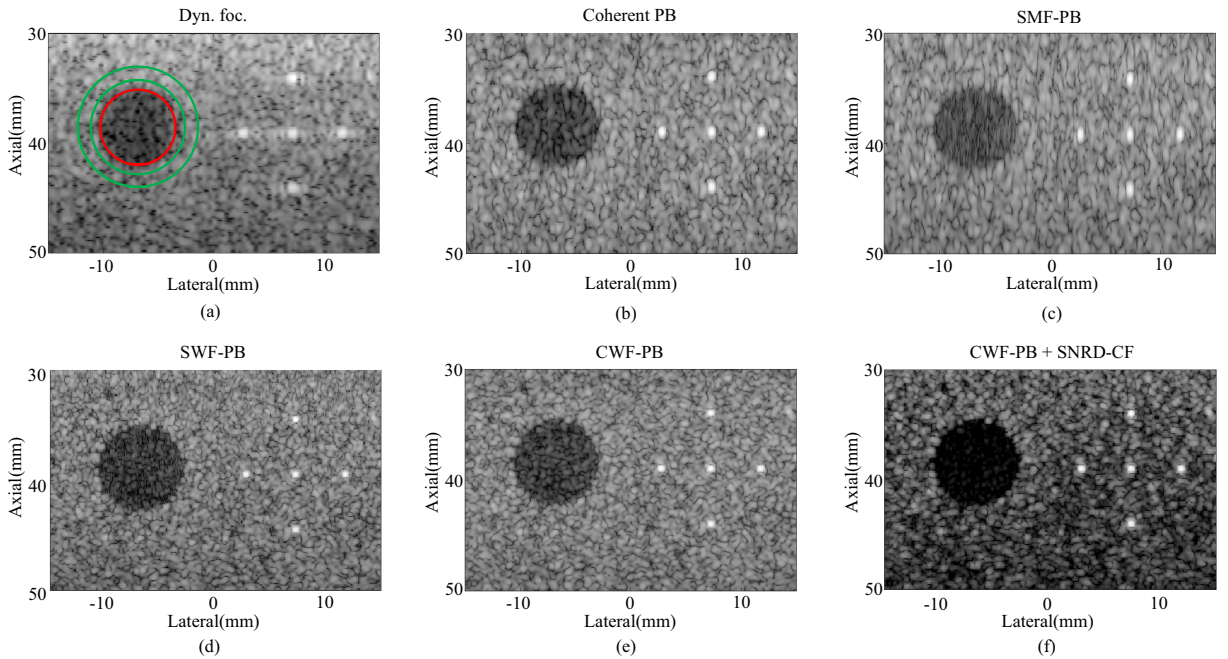 Dyn. foc.
Coherent PB
SMF-PB
30
40
50
Axial(mm)
-10
0
10
Lateral(mm)
(a)
30
40
50
Axial(mm)
-10
0
10
Lateral(mm)
(b)
30
40
50
Axial(mm)
-10
0
10
Lateral(mm)
(c)
SWF-PB
CWF-PB
CWF-PB + SNRD-CF
30
40
50
Axial(mm)
-10
0
10
Lateral(mm)
(d)
30
40
50
Axial(mm)
-10
0
10
Lateral(mm)
(e)
30
40
50
Axial(mm)
-10
0
10
Lateral(mm)
(f)